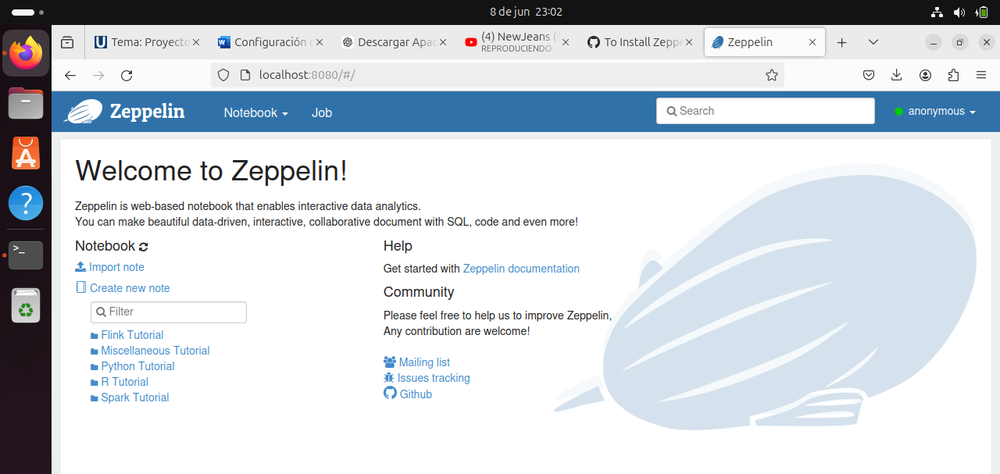 8 de jun 23:02
Tema: Proyecto
Configuración
Descargar Apac
(4) NewJeans
REPRODUCIENDO
To Install Zeppe
Zeppelin
localhost:8080/#/
Zeppelin
Notebook
Job
Search
anonymous
Welcome to Zeppelin!
Zeppelin is web-based notebook that enables interactive data analytics.
You can make beautiful data-driven, interactive, collaborative document with SQL, code and even more!
Notebook
Import note
Create new note
Filter
Flink Tutorial
Miscellaneous Tutorial
Python Tutorial
R Tutorial
Spark Tutorial
Help
Get started with Zeppelin documentation
Community
Please feel free to help us to improve Zeppelin,
Any contribution are welcome!
Mailing list
Issues tracking
Github